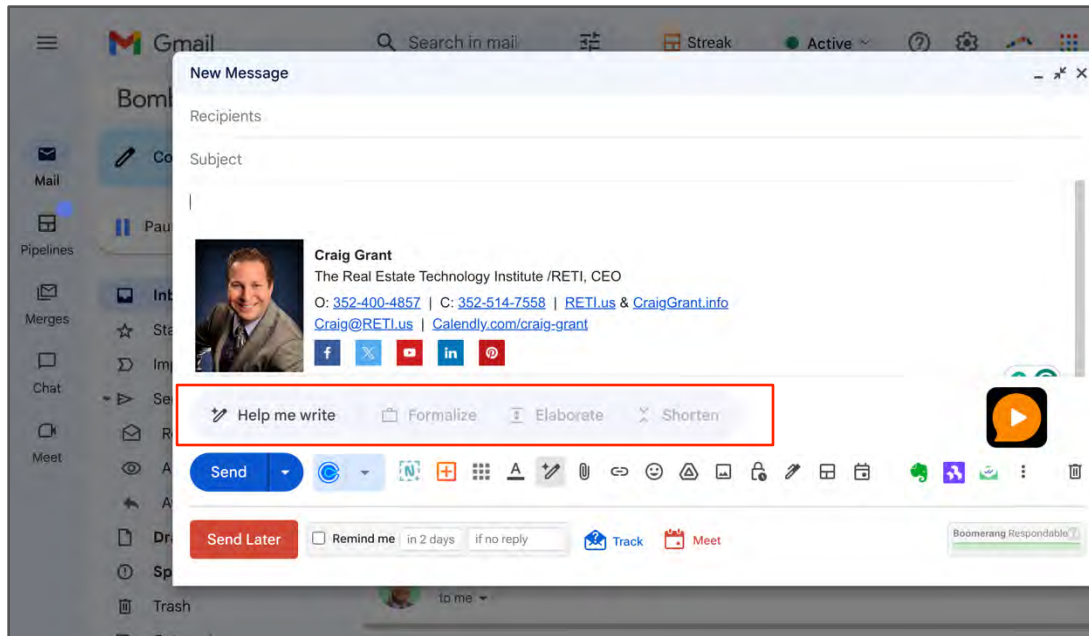 Gmail
Search in mail
Streak
Active
New Message
Recipients
Subject
Mail
Pipelines
Merges
Chat
Meet
Trash
Craig Grant
The Real Estate Technology Institute /RETI, CEO
O: 352-400-4857 | C: 352-514-7558 | RETI.us & CraigGrant.info
Craig@RETI.us | Calendly.com/craig-grant
Help me write Formalize Elaborate Shorten
Send
Send Later Remind me in 2 days if no reply Track Meet
Boomerang Respondable
to me